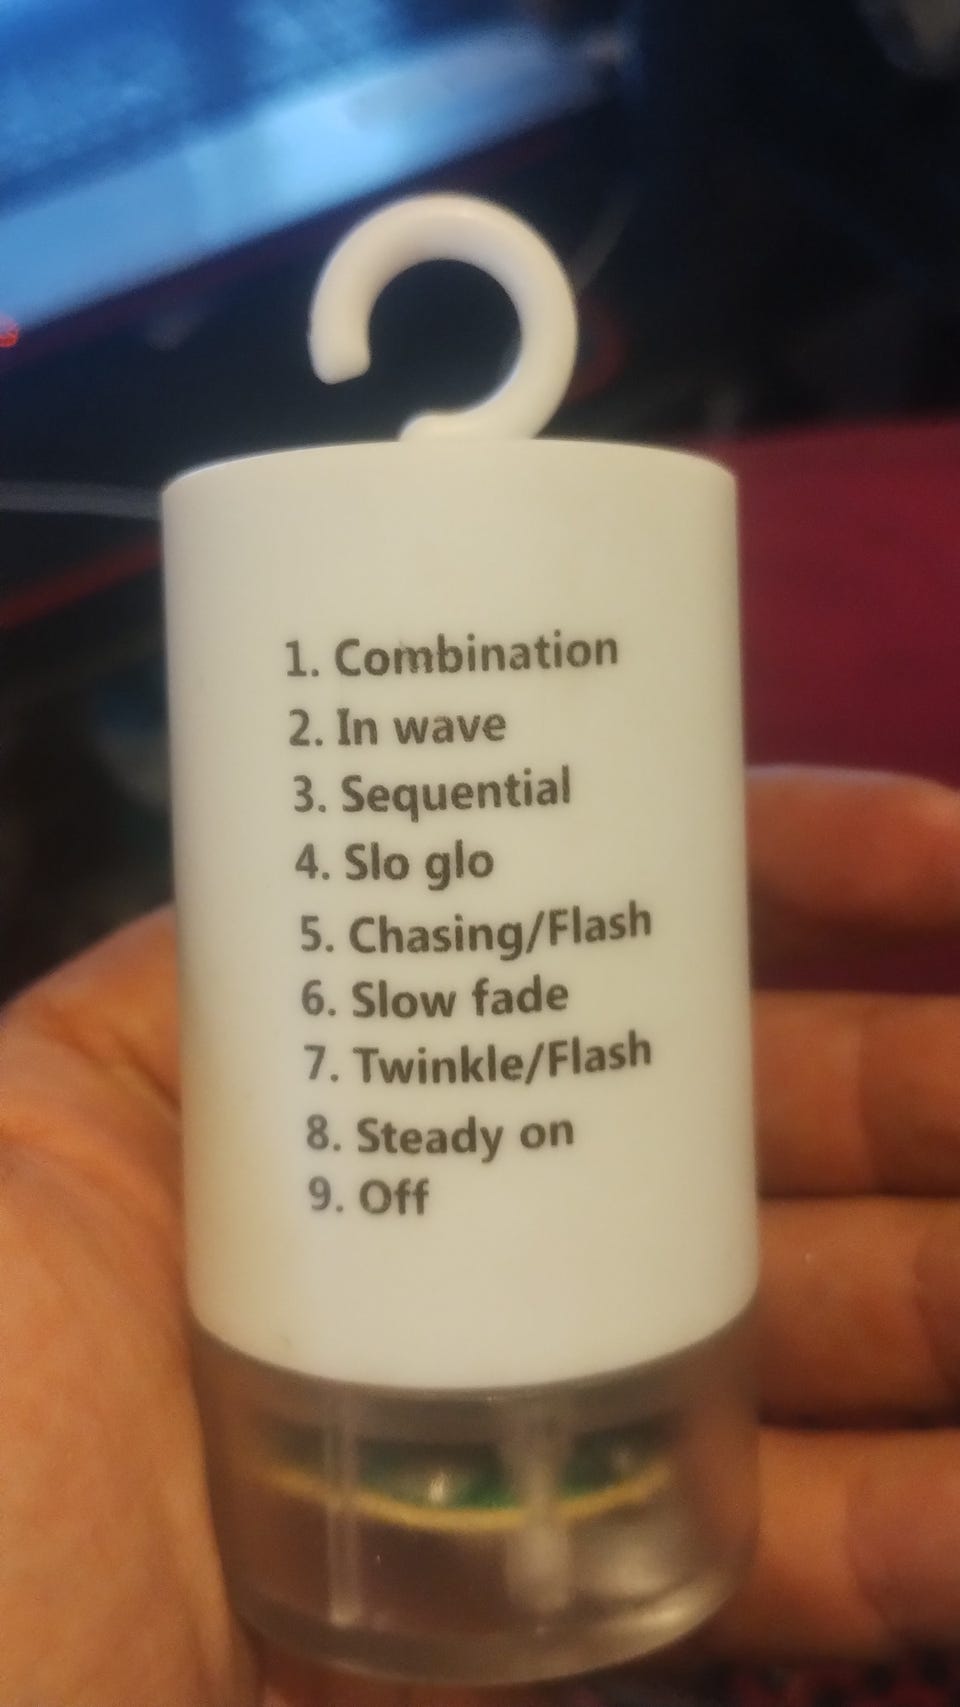 1. Combination
2. In wave
3. Sequential
4. Slo glo
5. Chasing/Flash
6. Slow fade
7. Twinkle/Flash
8. Steady on
9. Off